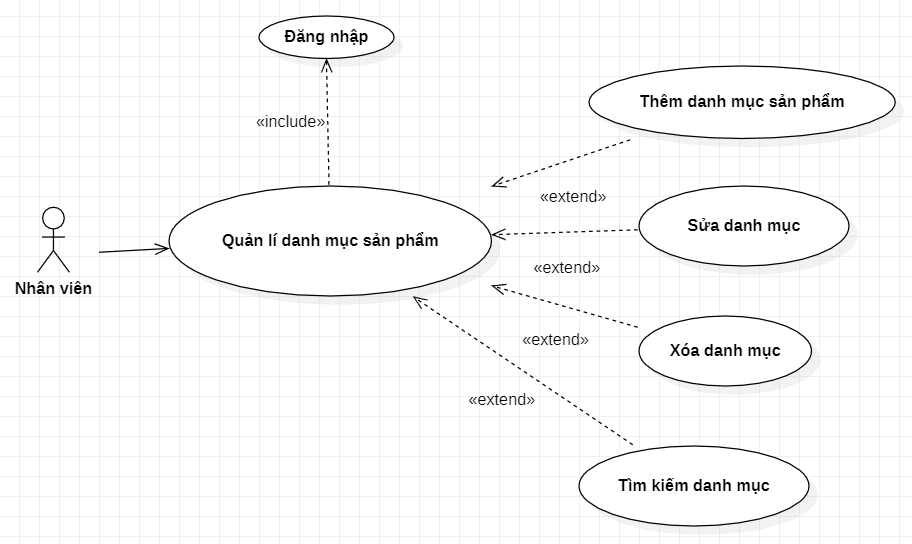 Đăng nhập
Thêm danh mục sản phẩm
«include»
«extend»
Sửa danh mục
Quản lí danh mục sản phẩm
«extend»
Nhân viên
«extend»
Xóa danh mục
«extend»
Tìm kiếm danh mục